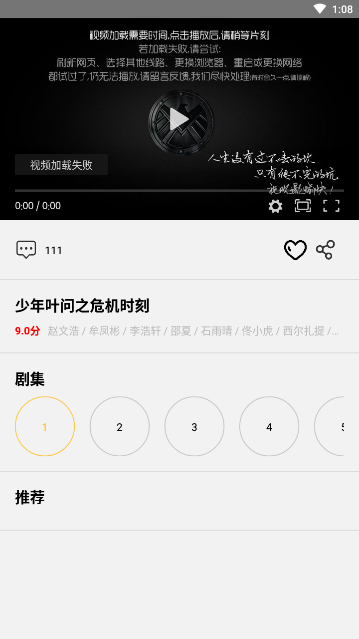 1:08
视频加载需要时间,点击播放后,请稍等片刻
若加载失败,请尝试:
刷新网页、选择其他线路、更换浏览器、重启或更换网络
都试过了,仍无法播放,请留言反馈,我们尽快处理
人生没有过不去的坎
只有
视频加载失败
0:00 / 0:00
111
少年叶问之危机时刻
9.0分 赵文浩 / 牟凤彬 / 李浩轩 / 邵夏 / 石雨晴 / 佟小虎 / 西尔扎提 /...
剧集
1 2 3 4 5
推荐